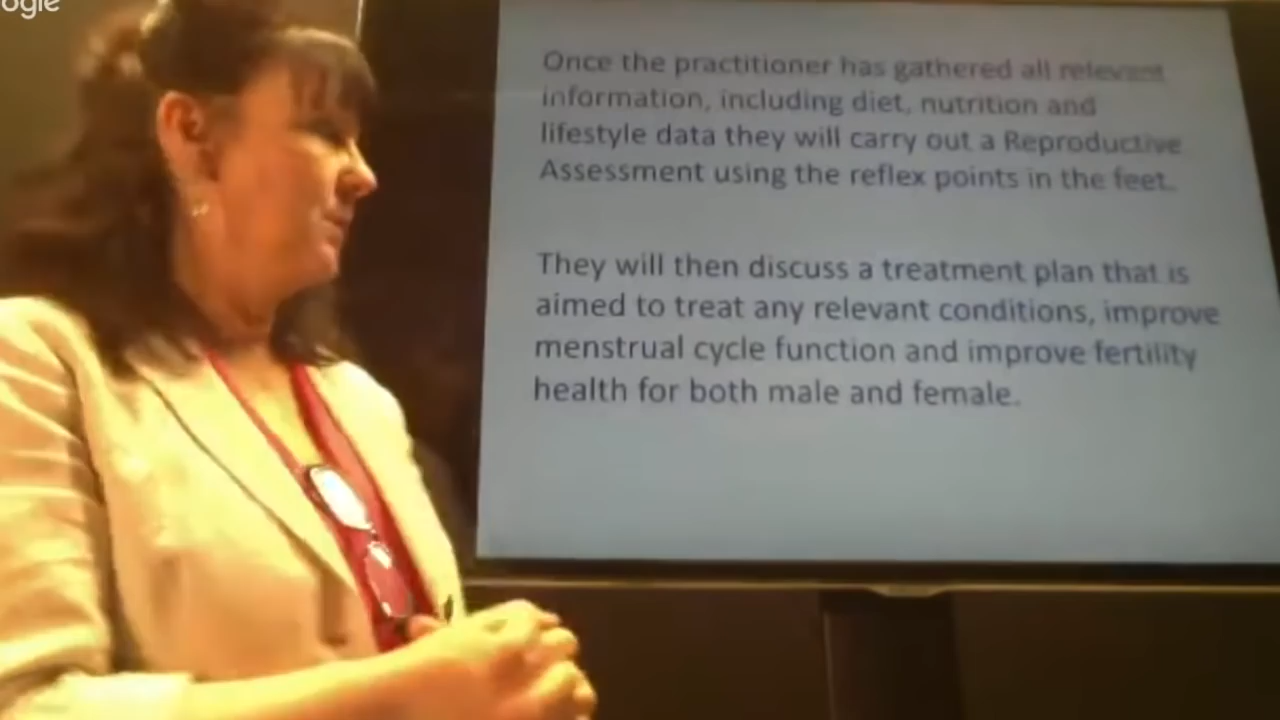 ogle
Once the practitioner has gathered all relevant
information, including diet, nutrition and
lifestyle data they will carry out a Reproductive
Assessment using the reflex points in the feet.
They will then discuss a treatment plan that is
aimed to treat any relevant conditions, improve
menstrual cycle function and improve fertility
health for both male and female.